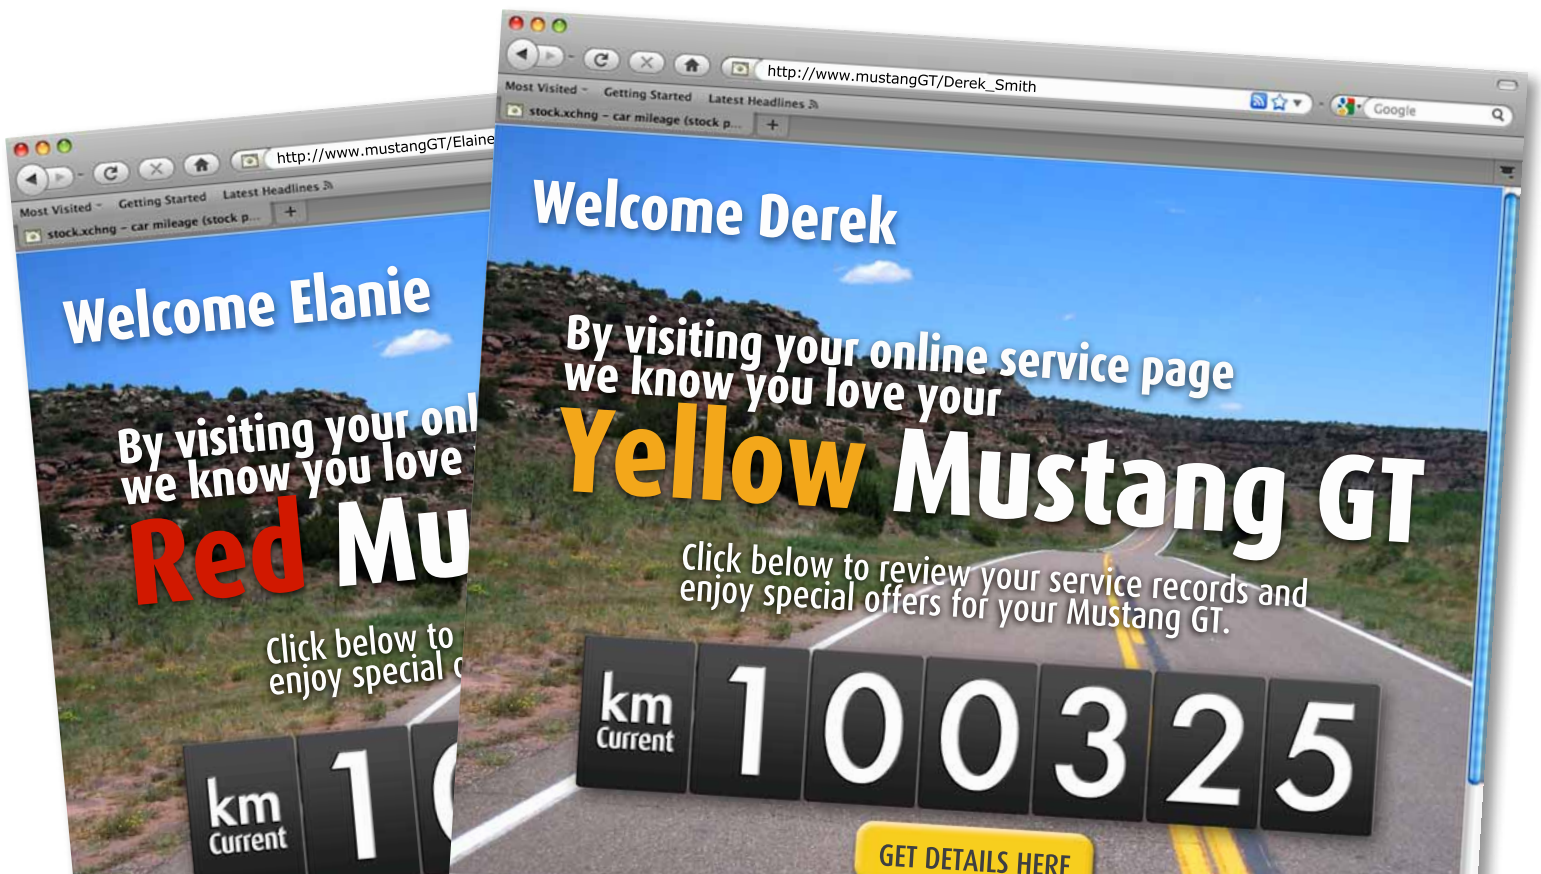 http://www.mustangGT/Elaine
Most Visited
Getting Started
Latest Headlines
stock.xchng – car mileage (stock p...
+
Welcome Elanie
By visiting your onl
we know you love
Red Mu
Click below to
enjoy special
km
Current
1
http://www.mustangGT/Derek_Smith
Google
Most Visited
Getting Started
Latest Headlines
stock.xchng – car mileage (stock p...
+
Welcome Derek
By visiting your online service page
we know you love your
Yellow Mustang GT
Click below to review your service records and
enjoy special offers for your Mustang GT.
km
Current
100325
GET DETAILS HERE